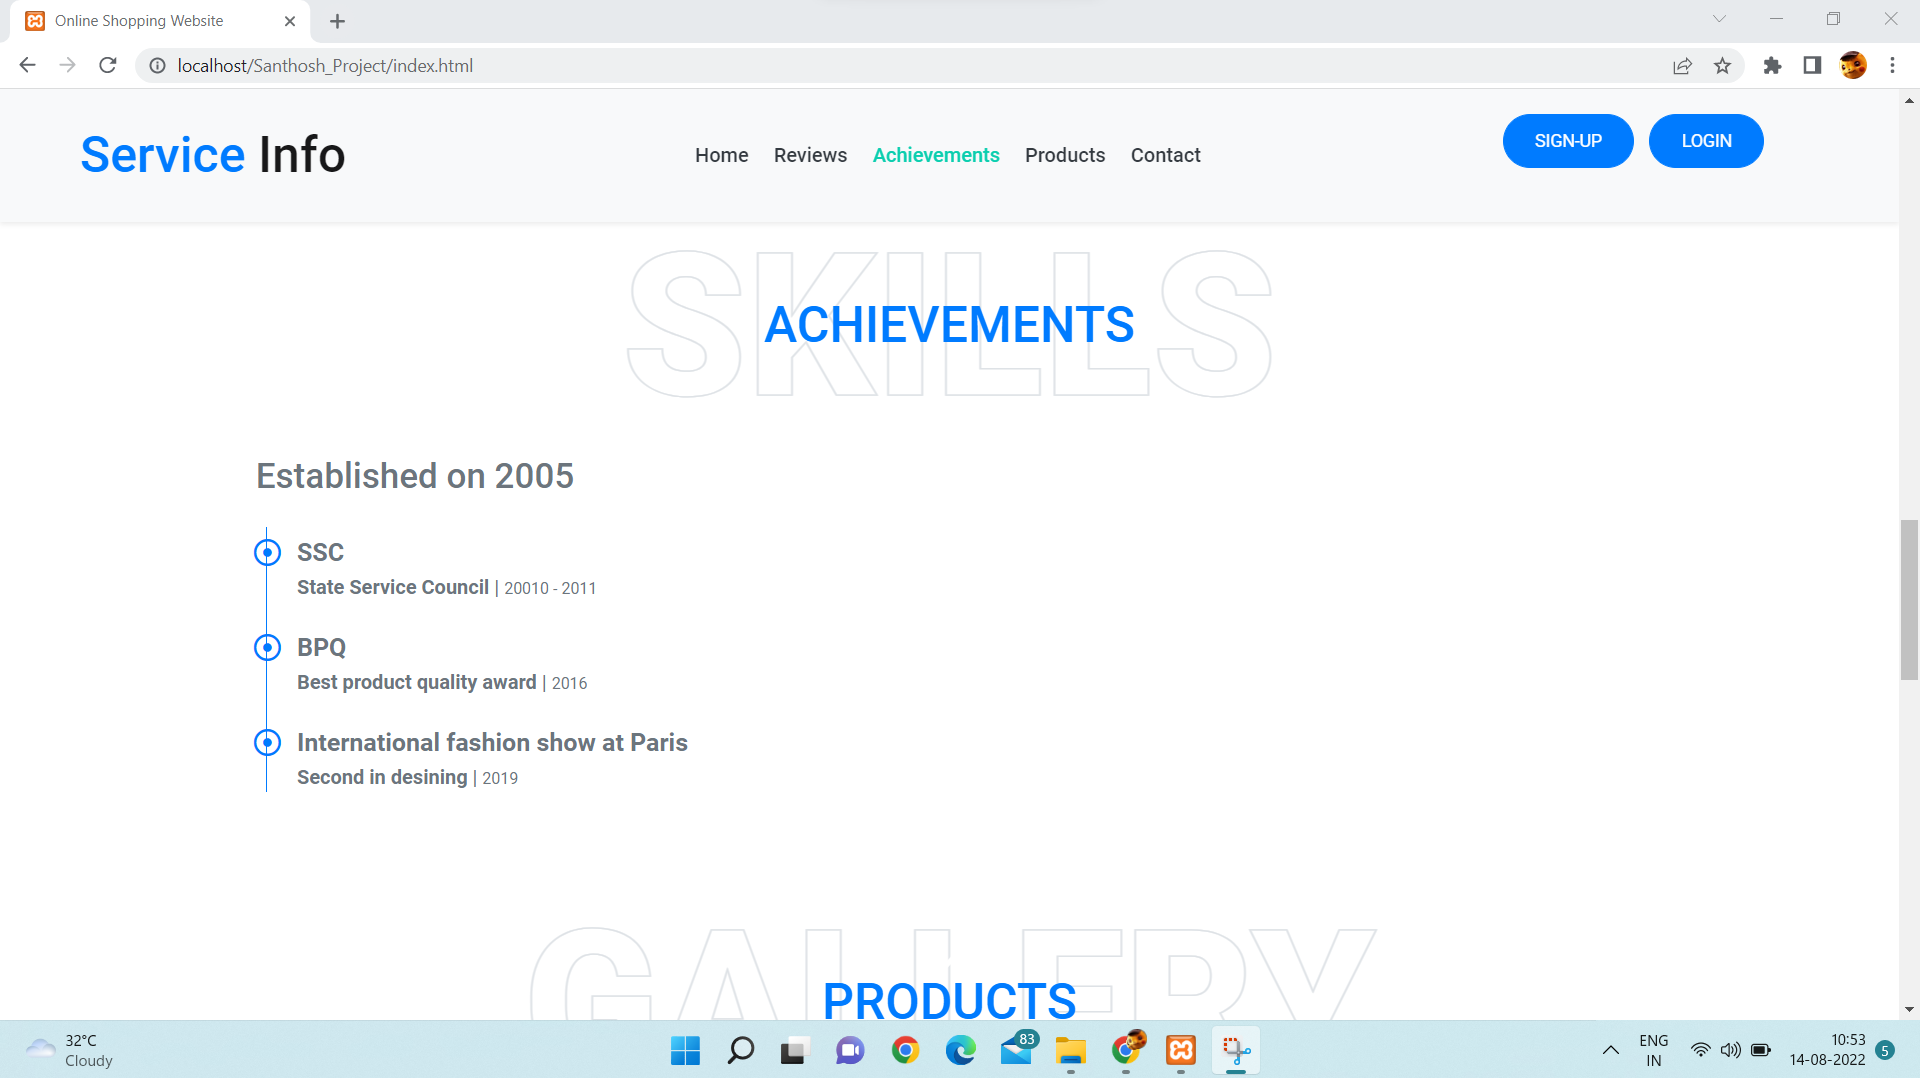 Online Shopping Website
localhost/Santhosh_Project/index.html
Service Info
Home Reviews Achievements Products Contact
SIGN-UP LOGIN
SKILLS
ACHIEVEMENTS
Established on 2005
SSC
State Service Council | 20010 - 2011
BPQ
Best product quality award | 2016
International fashion show at Paris
Second in desining | 2019
GALLERY
PRODUCTS
32°C
Cloudy
83
ENG
IN
10:53
14-08-2022
5